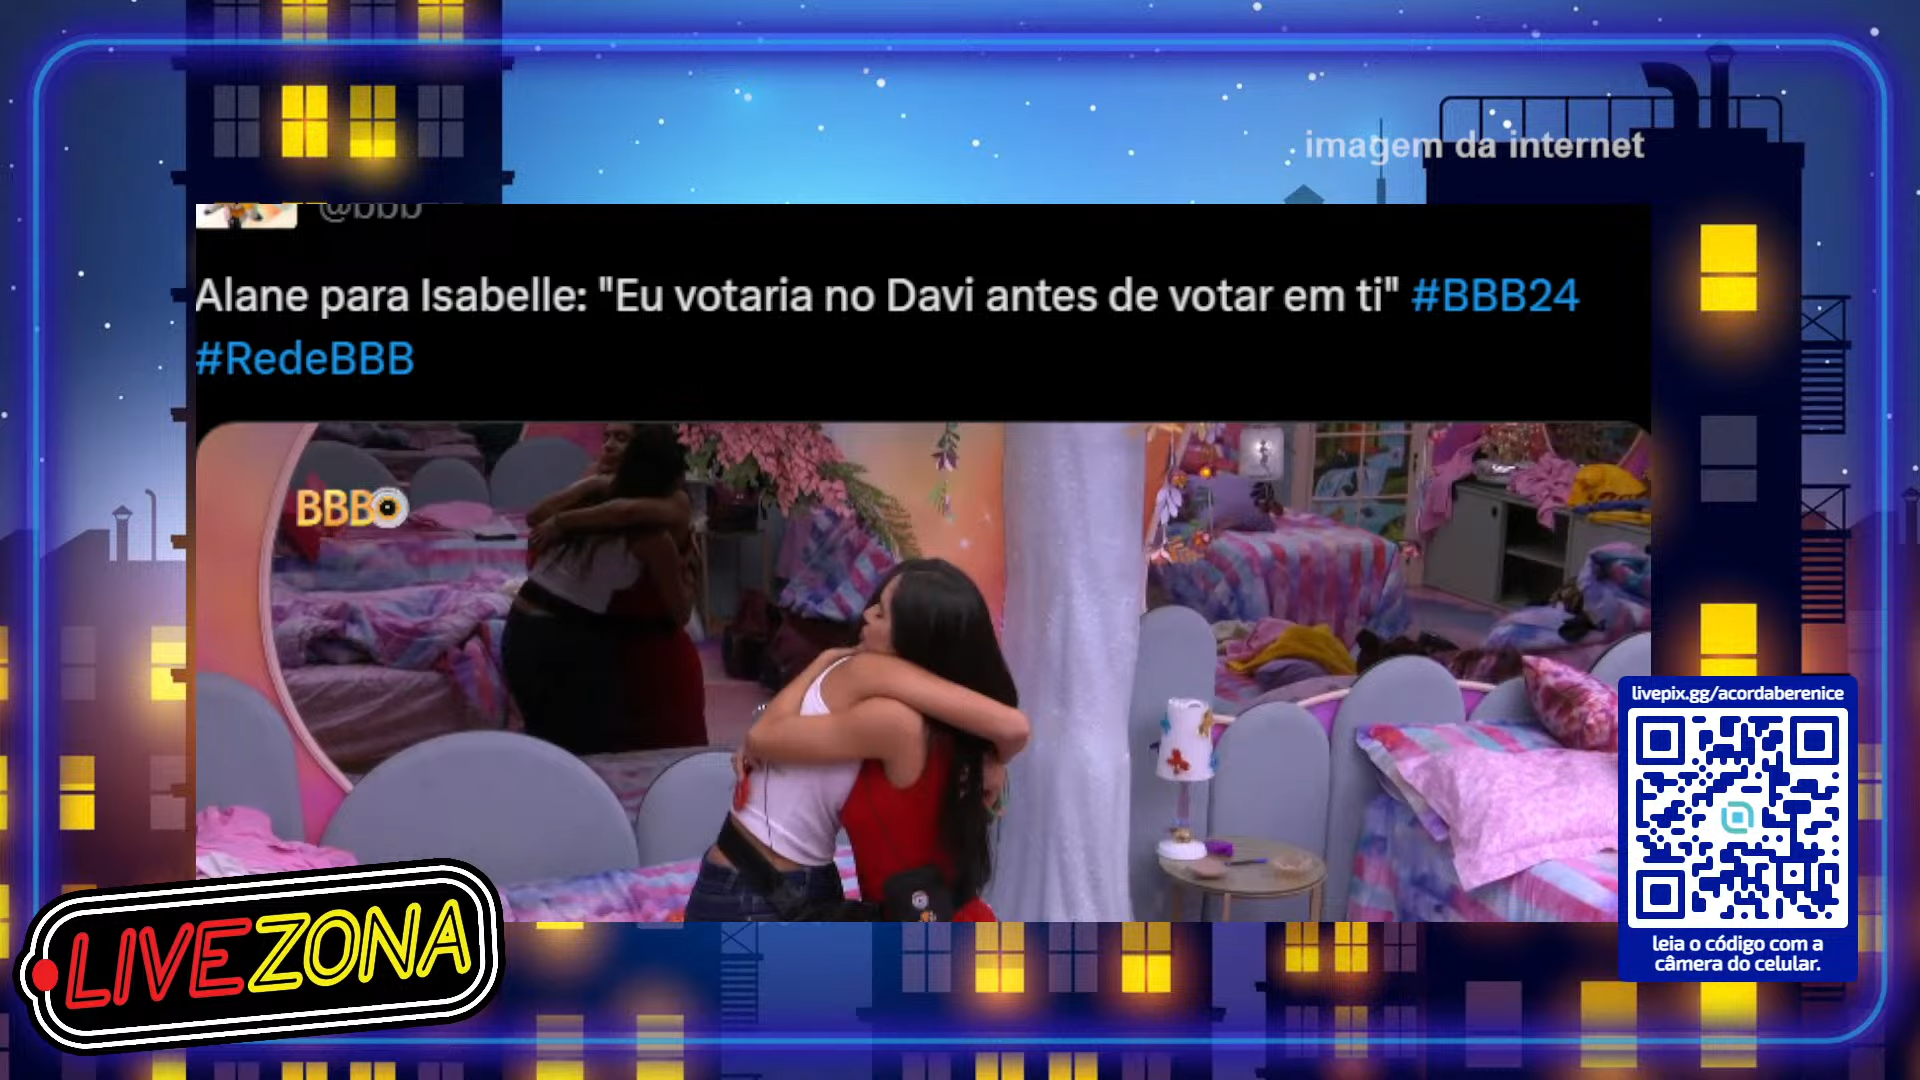 imagem da internet
@bbb
Alane para Isabelle: "Eu votaria no Davi antes de votar em ti" #BBB24
#RedeBBB
BBB
livepix.gg/acordaberenice
leia o código com a
câmera do celular.
LIVEZONA